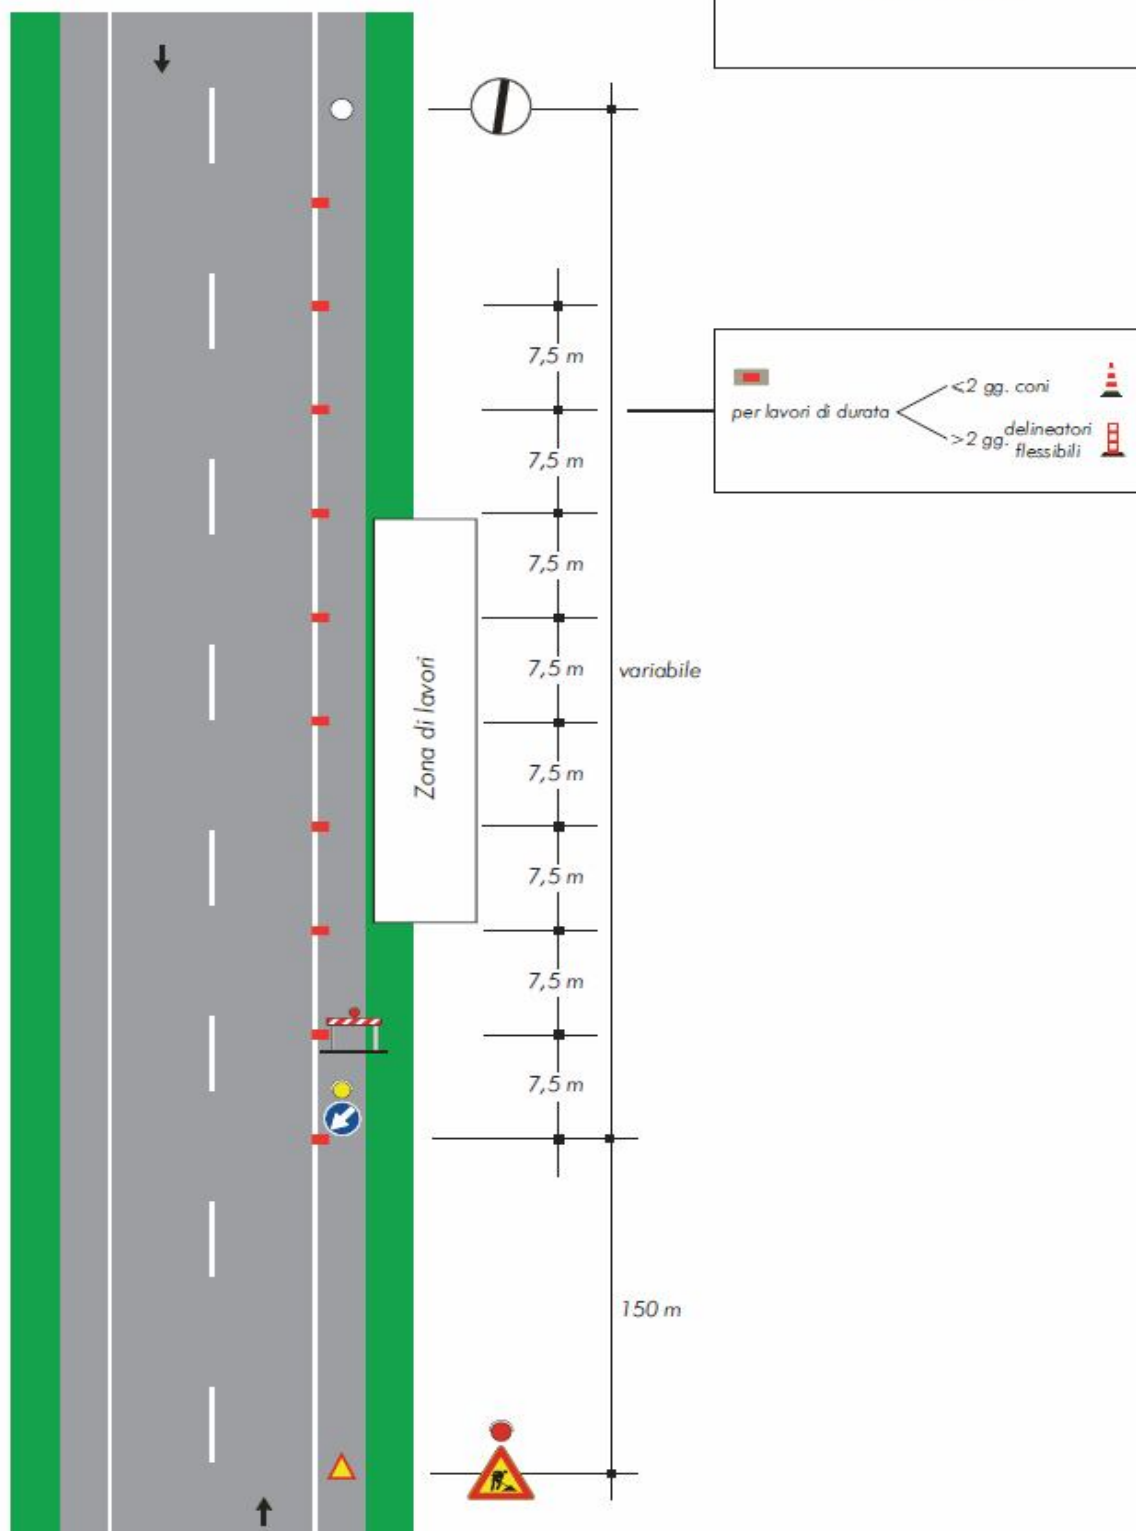 7,5 m
<2 gg. coni
per lavori di durata
>2 gg. delineatori
flessibili
7,5 m
7,5 m
7,5 m
variabile
Zona di lavori
7,5 m
7,5 m
7,5 m
7,5 m
150 m